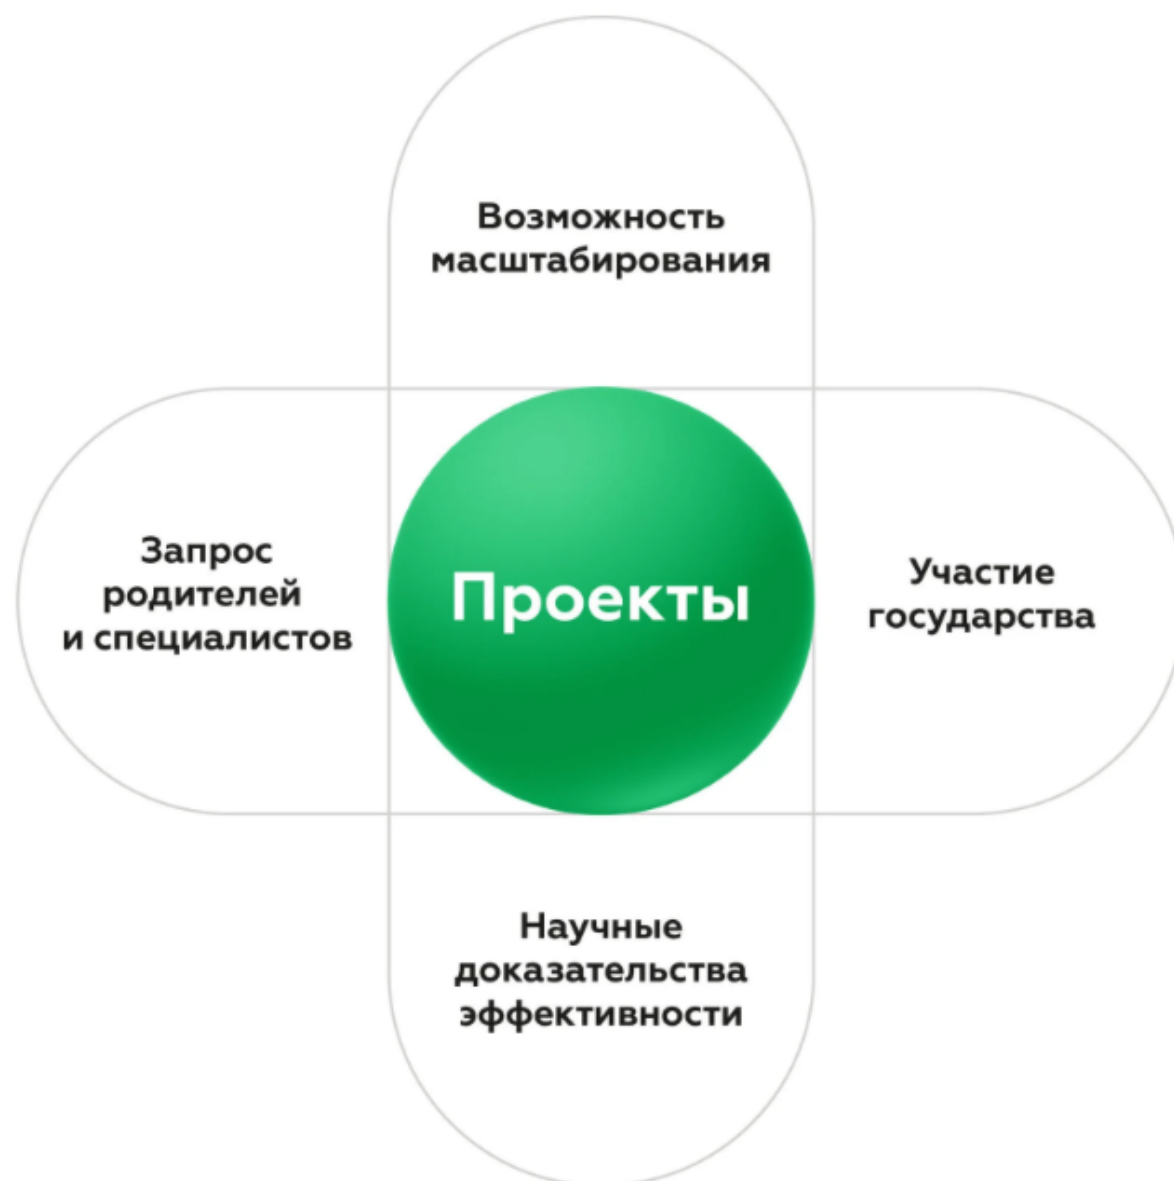 Возможность
масштабирования
Запрос
родителей
и специалистов
Проекты
Участие
государства
Научные
доказательства
эффективности